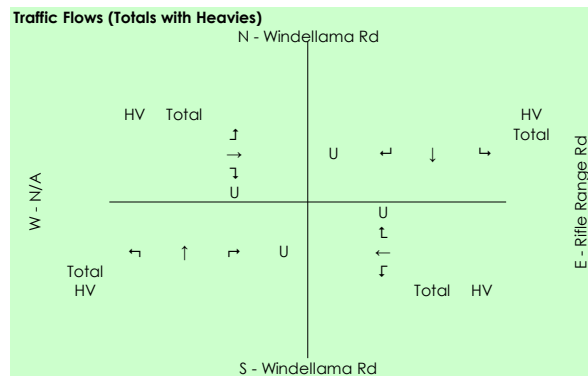 Traffic Flows (Totals with Heavies)
N - Windellama Rd
HV Total
HV
Total
U
U
W - N/A
E - Rifle Range Rd
U
U
Total
HV
Total HV
S - Windellama Rd